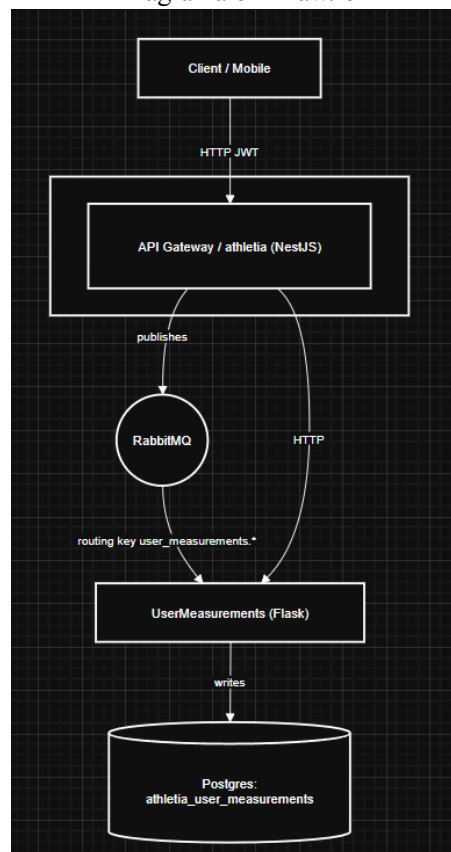 Client / Mobile
HTTP JWT
API Gateway / athletia (NestJS)
publishes
RabbitMQ
HTTP
routing key user_measurements.*
UserMeasurements (Flask)
writes
Postgres:
athletia_user_measurements